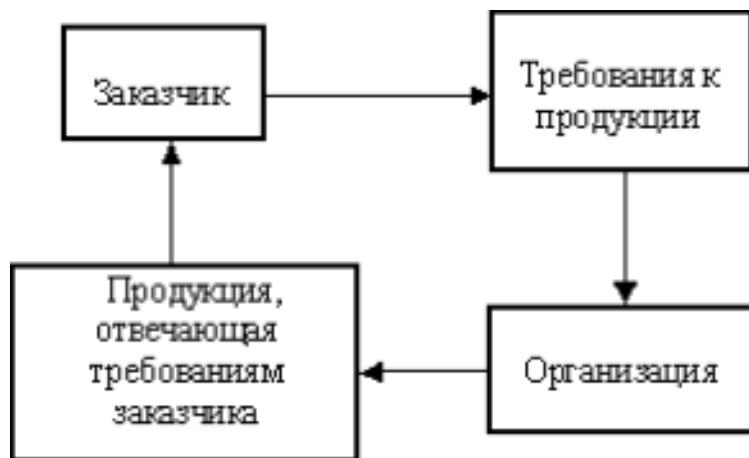 Заказчик
Требования к
продукции
Продукция,
отвечающая
требованиям
заказчика
Организация